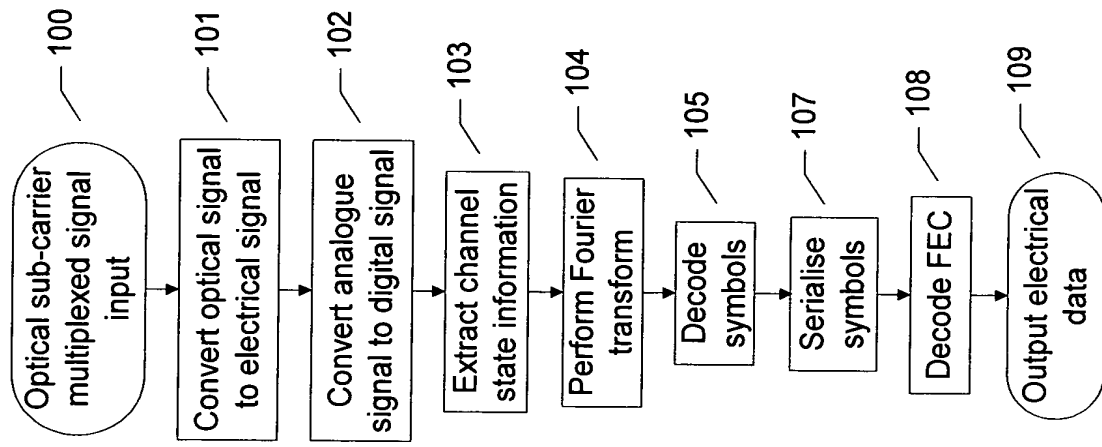 Optical sub-carrier
multiplexed signal
input
100
Convert optical signal
to electrical signal
101
Convert analogue
signal to digital signal
102
Extract channel
state information
103
Perform Fourier
transform
104
Decode
symbols
105
Serialise
symbols
107
Decode FEC
108
Output electrical
data
109